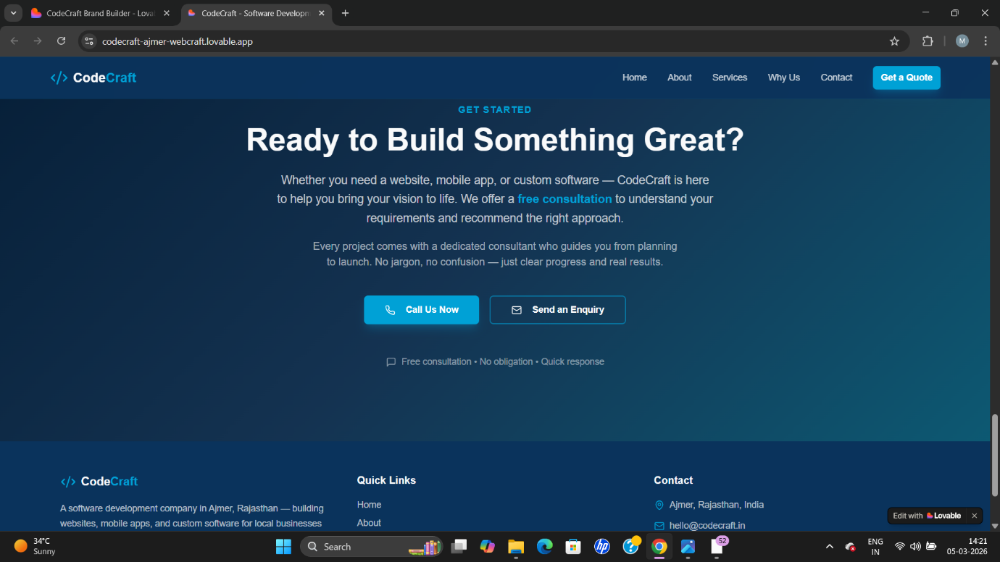 CodeCraft Brand Builder - Lova
CodeCraft - Software Developm
codecraft-ajmer-webcraft.lovable.app
M
</> CodeCraft
Home
About
Services
Why Us
Contact
Get a Quote
GET STARTED
Ready to Build Something Great?
Whether you need a website, mobile app, or custom software — CodeCraft is here
to help you bring your vision to life. We offer a free consultation to understand your
requirements and recommend the right approach.
Every project comes with a dedicated consultant who guides you from planning
to launch. No jargon, no confusion — just clear progress and real results.
Call Us Now
Send an Enquiry
Free consultation • No obligation • Quick response
</> CodeCraft
A software development company in Ajmer, Rajasthan — building
websites, mobile apps, and custom software for local businesses
Quick Links
Home
About
Contact
Ajmer, Rajasthan, India
hello@codecraft.in
Edit with Lovable
34°C
Sunny
Search
hp
52
ENG
IN
14:21
05-03-2026